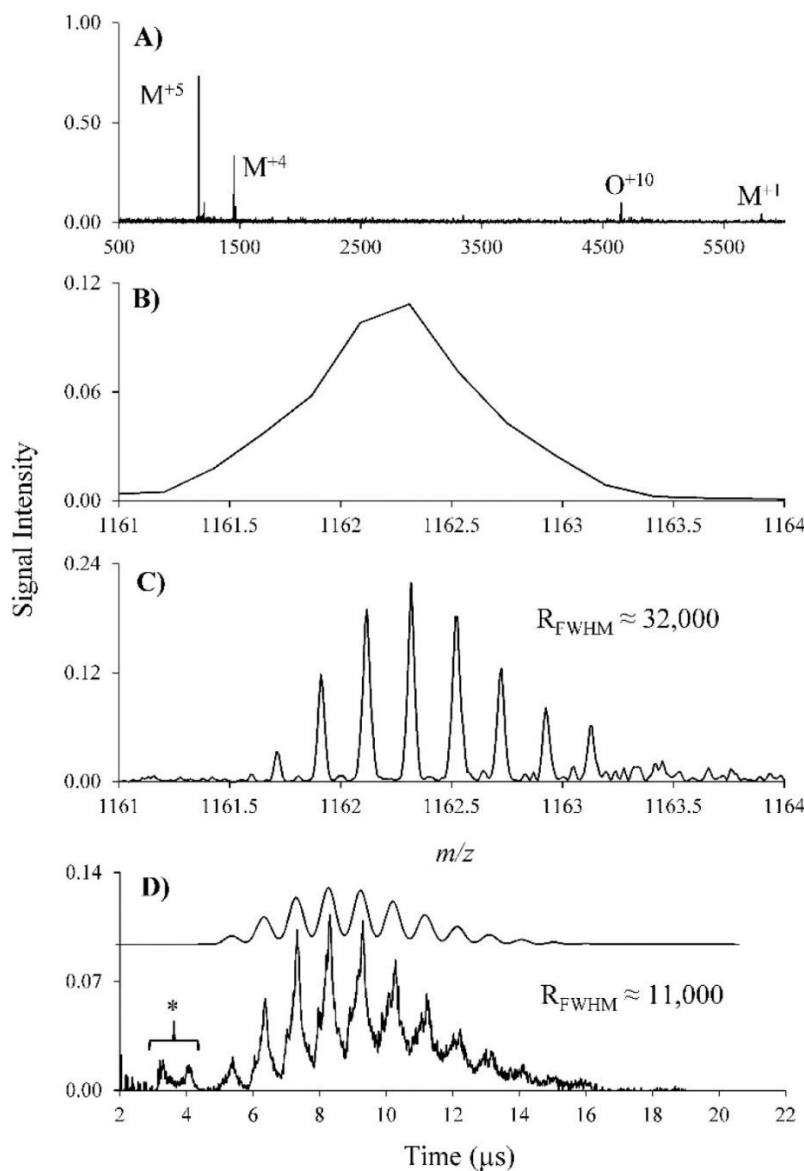 A)
1.00
0.50
0.00
M+5
M+4
O+10
M+1
500 1500 2500 3500 4500 5500
B)
0.12
0.06
0.00
1161 1161.5 1162 1162.5 1163 1163.5 1164
Signal Intensity
C)
0.24
0.12
0.00
RFWHM ≈ 32,000
1161 1161.5 1162 1162.5 1163 1163.5 1164
m/z
D)
0.14
0.07
0.00
*
RFWHM ≈ 11,000
2 4 6 8 10 12 14 16 18 20 22
Time (μs)